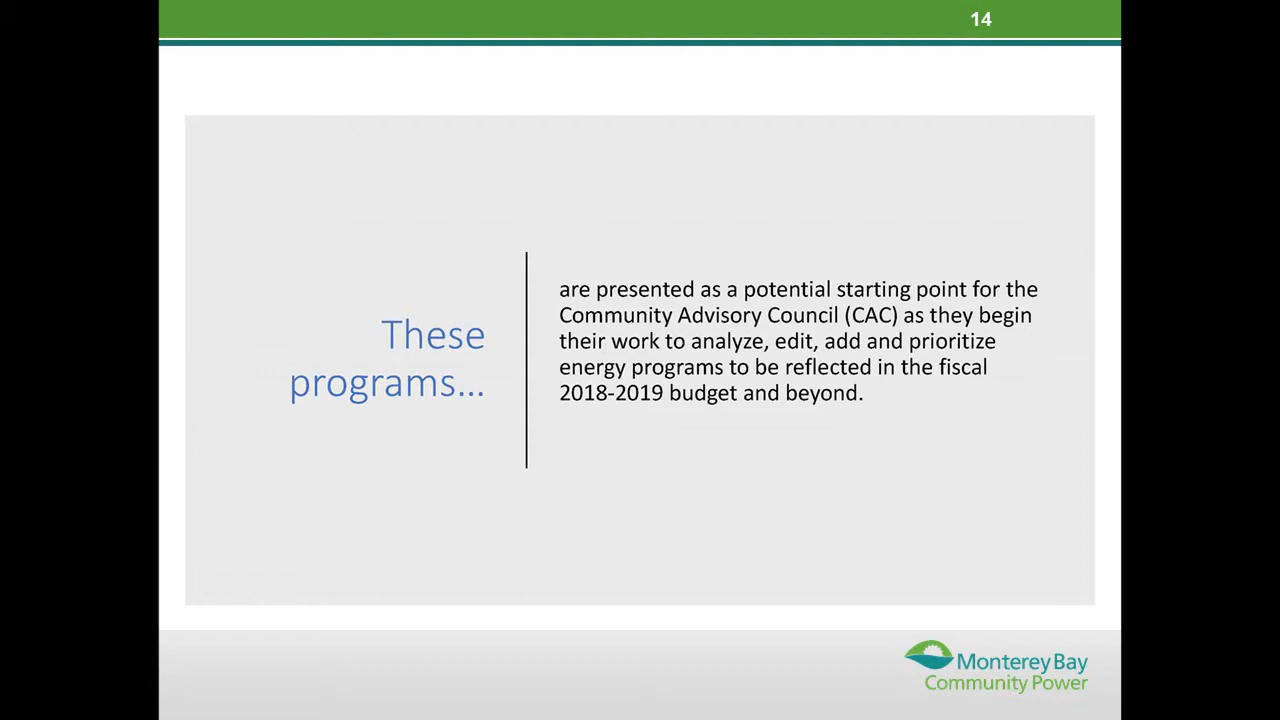 14
These
programs...
are presented as a potential starting point for the
Community Advisory Council (CAC) as they begin
their work to analyze, edit, add and prioritize
energy programs to be reflected in the fiscal
2018-2019 budget and beyond.
Monterey Bay
Community Power